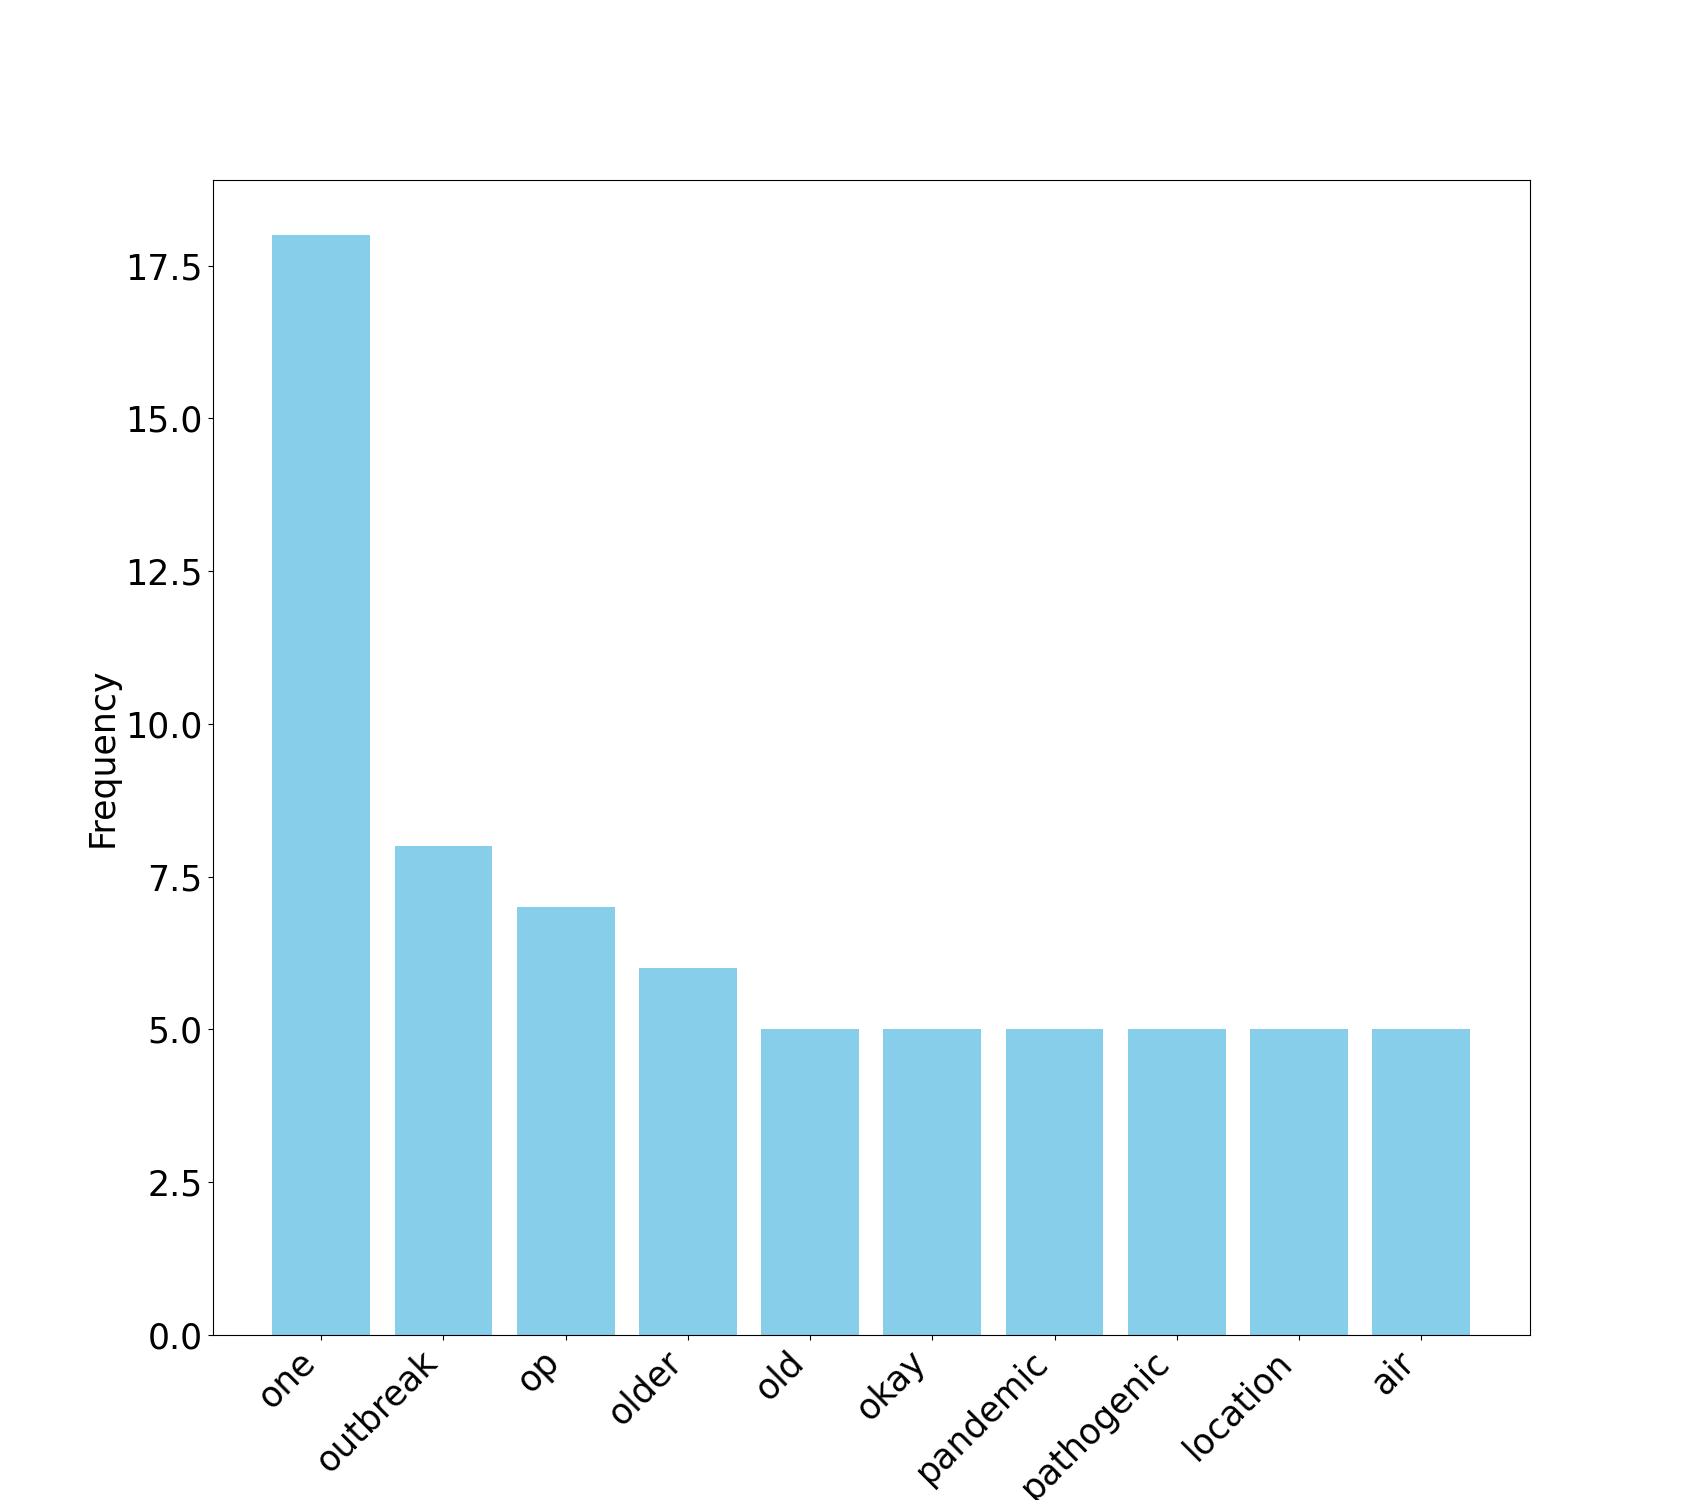 17.5
15.0
12.5
10.0
7.5
5.0
2.5
0.0
Frequency
one
outbreak
op
older
old
okay
pandemic
pathogenic
location
air